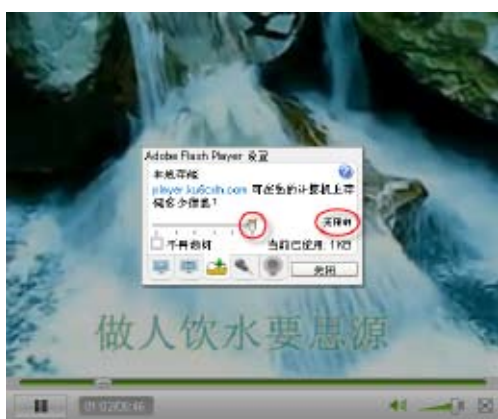 Adobe Flash Player 设置
本地存储
player.ku6cdn.com 可在您的计算机上存
储多少信息?
无限制
不再询问
当前已使用: 1 KB
关闭
做人饮水要思源